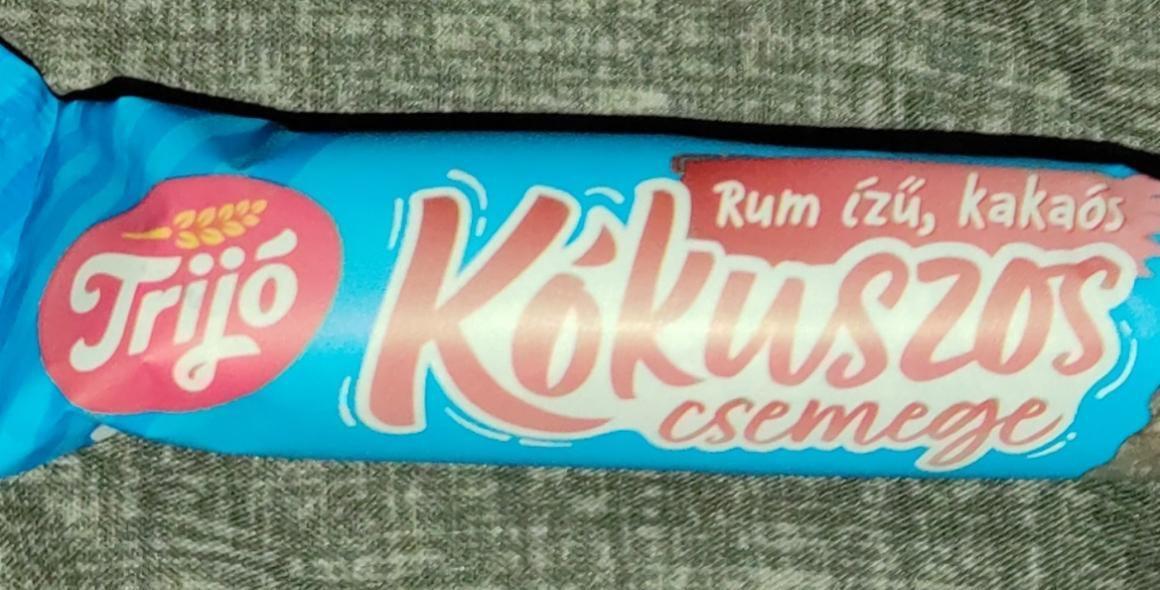 Trijó
Rum ízű, kakaós
Kókuszos
csemege